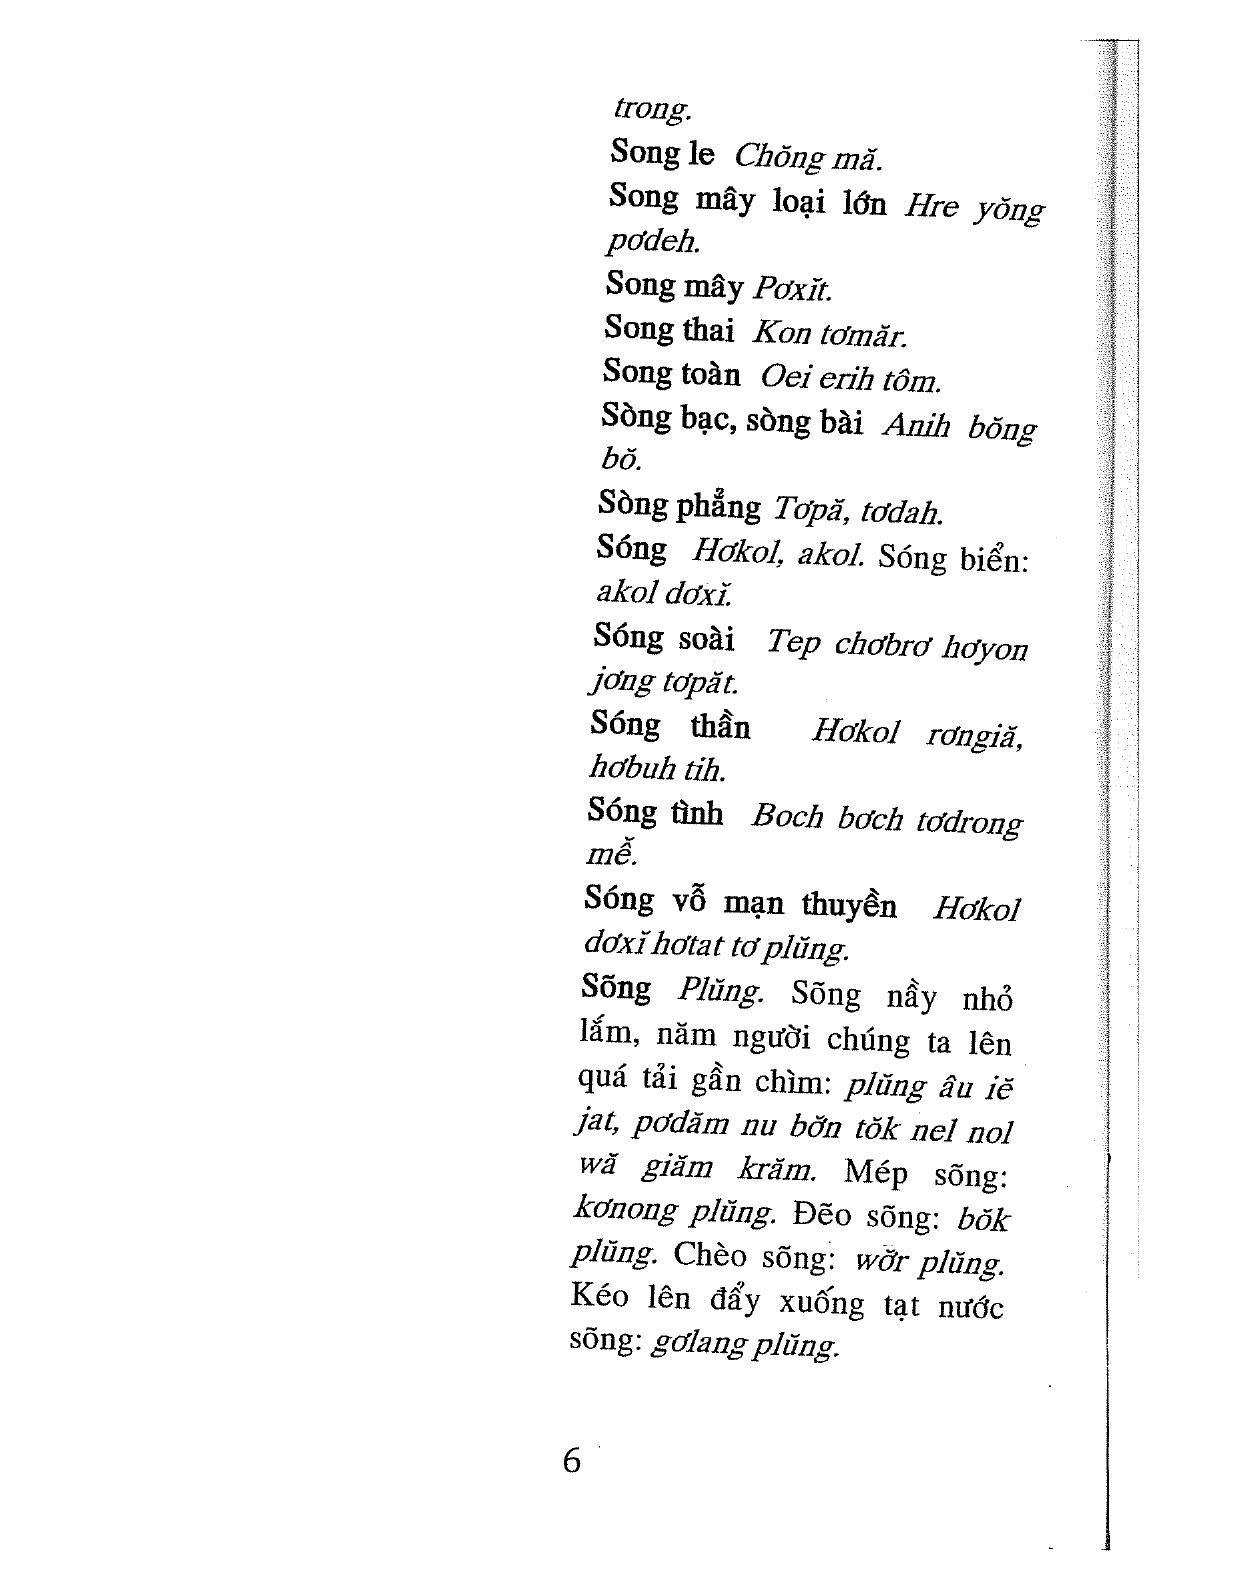 trong.
Song le Chŏng mă.
Song mây loại lớn Hre yŏng
pơdeh.
Song mây Pơxĭt.
Song thai Kon tơmăr.
Song toàn Oei erih tôm.
Sòng bạc, sòng bài Anih bŏng
bŏ.
Sòng phẳng Tơpă, tơdah.
Sóng Hơkol, akol. Sóng biển:
akol dơxĭ.
Sóng soài Tep chơbrơ hơyon
jơng tơpăt.
Sóng thần Hơkol rơngiă,
hơbuh tih.
Sóng tình Boch bơch tơdrong
mê̆.
Sóng vỗ mạn thuyền Hơkol
dơxĭ hơtat tơ plŭng.
Sõng Plŭng. Sõng nầy nhỏ
lắm, năm người chúng ta lên
quá tải gần chìm: plŭng âu iĕ
jat, pơdăm nu bơ̆n tŏk nel nol
wă giăm krăm. Mép sõng:
kơnong plŭng. Đẽo sõng: bŏk
plŭng. Chèo sõng: wơ̆r plŭng.
Kéo lên đẩy xuống tạt nước
sõng: gơlang plŭng.
6